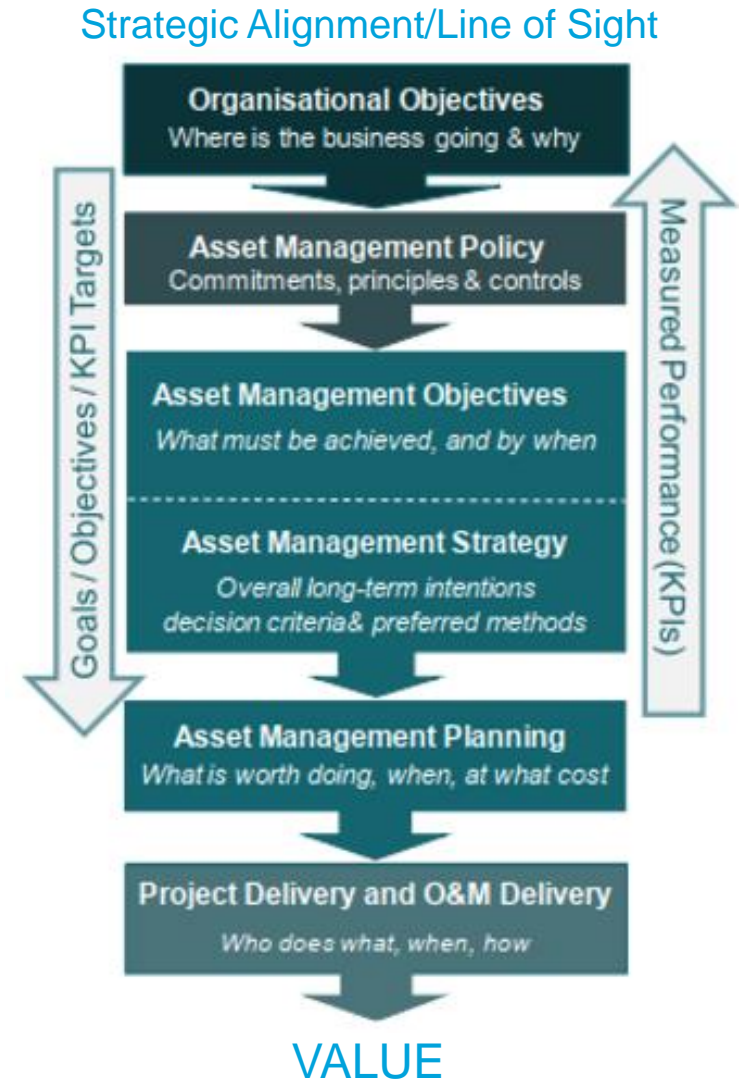 Strategic Alignment/Line of Sight
Organisational Objectives
Where is the business going & why
Goals / Objectives / KPI Targets
Measured Performance (KPIs)
Asset Management Policy
Commitments, principles & controls
Asset Management Objectives
What must be achieved, and by when
Asset Management Strategy
Overall long-term intentions
decision criteria& preferred methods
Asset Management Planning
What is worth doing, when, at what cost
Project Delivery and O&M Delivery
Who does what, when, how
VALUE